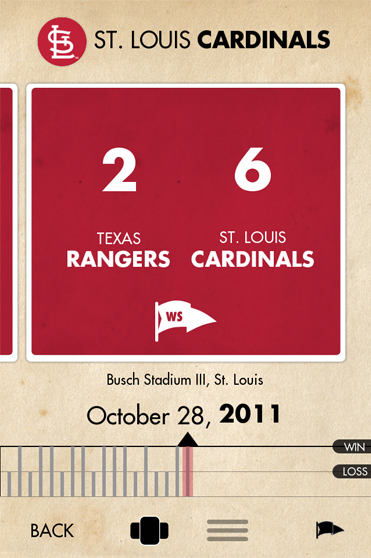 STL ST. LOUIS CARDINALS
2 6
TEXAS ST. LOUIS
RANGERS CARDINALS
WS
Busch Stadium III, St. Louis
October 28, 2011
WIN
LOSS
BACK